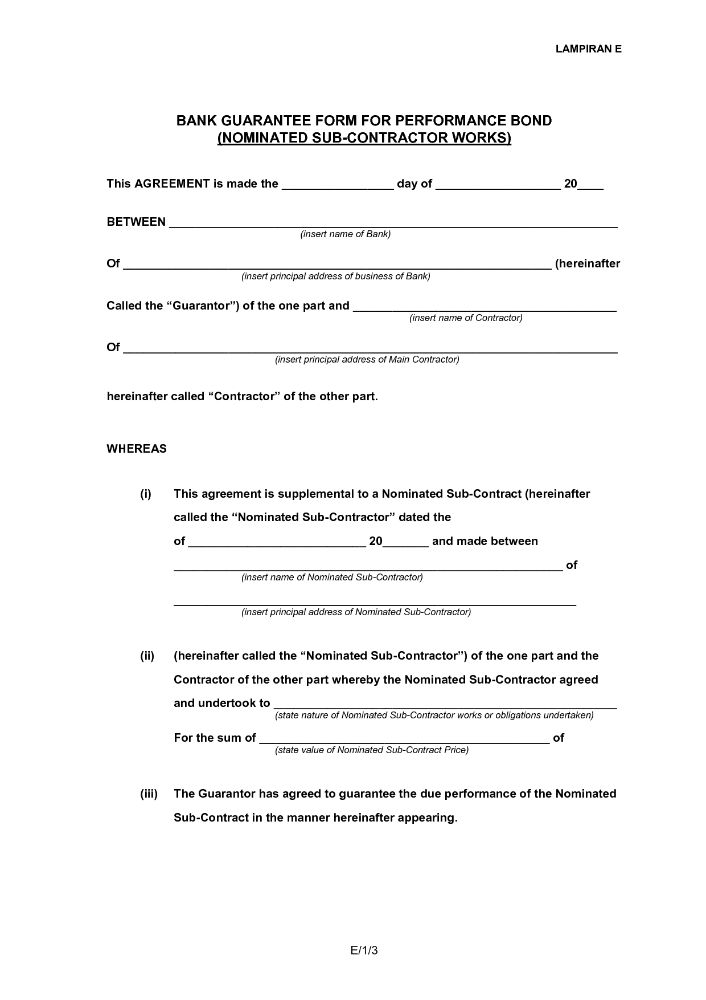 LAMPIRAN E
BANK GUARANTEE FORM FOR PERFORMANCE BOND
(NOMINATED SUB-CONTRACTOR WORKS)
This AGREEMENT is made the _________________ day of ___________________ 20____
BETWEEN ____________________________________________________________________
(insert name of Bank)
Of _________________________________________________________________ (hereinafter
(insert principal address of business of Bank)
Called the “Guarantor”) of the one part and ________________________________________
(insert name of Contractor)
Of ___________________________________________________________________________
(insert principal address of Main Contractor)
hereinafter called “Contractor” of the other part.
WHEREAS
(i) This agreement is supplemental to a Nominated Sub-Contract (hereinafter
called the “Nominated Sub-Contractor” dated the
of ___________________________ 20_______ and made between
___________________________________________________________ of
(insert name of Nominated Sub-Contractor)
_____________________________________________________________
(insert principal address of Nominated Sub-Contractor)
(ii) (hereinafter called the “Nominated Sub-Contractor”) of the one part and the
Contractor of the other part whereby the Nominated Sub-Contractor agreed
and undertook to ____________________________________________________
(state nature of Nominated Sub-Contractor works or obligations undertaken)
For the sum of ____________________________________________ of
(state value of Nominated Sub-Contract Price)
(iii) The Guarantor has agreed to guarantee the due performance of the Nominated
Sub-Contract in the manner hereinafter appearing.
E/1/3